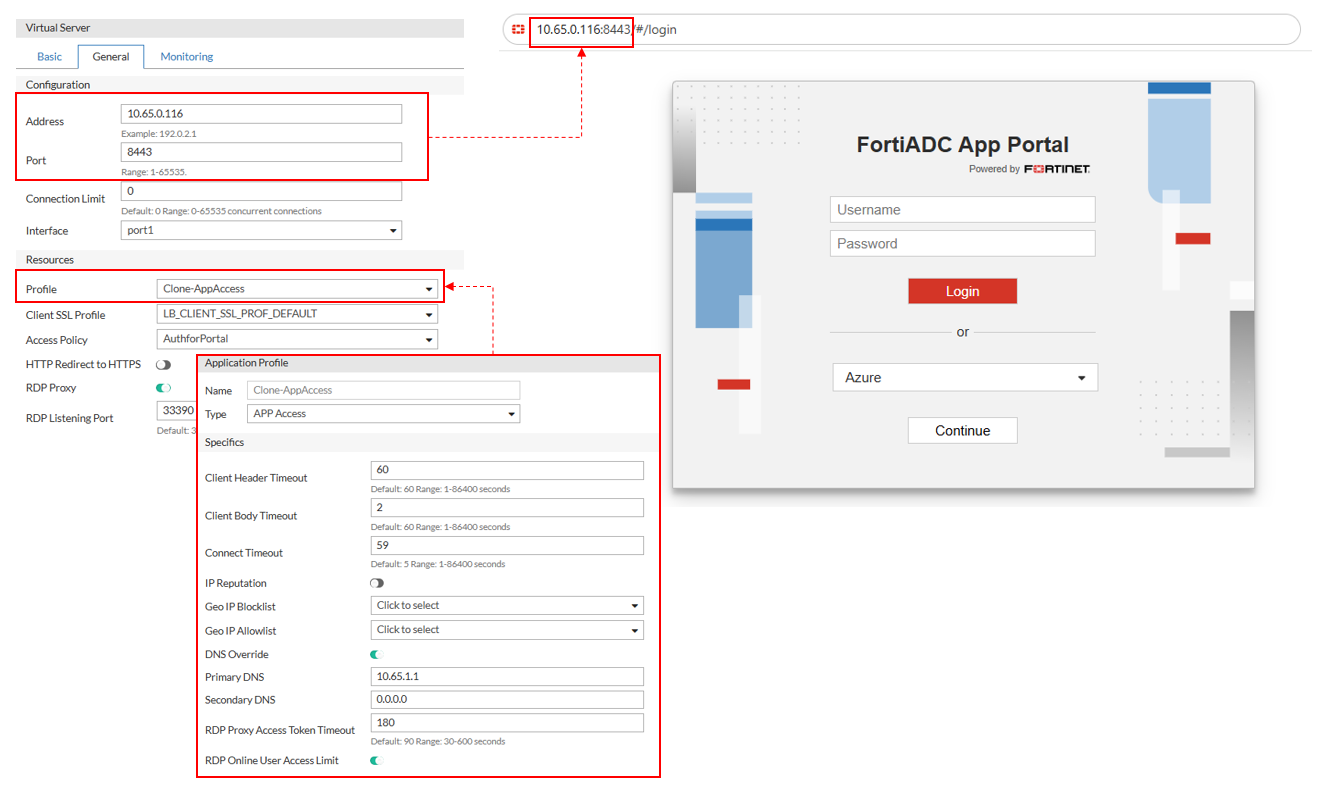 Virtual Server
Basic General Monitoring
Configuration
Address 10.65.0.116
Example: 192.0.2.1
Port 8443
Range: 1-65535.
Connection Limit 0
Default: 0 Range: 0-65535 concurrent connections
Interface port1
Resources
Profile Clone-AppAccess
Client SSL Profile LB_CLIENT_SSL_PROF_DEFAULT
Access Policy AuthforPortal
HTTP Redirect to HTTPS
RDP Proxy
RDP Listening Port 33390
Default: 3
Application Profile
Name Clone-AppAccess
Type APP Access
Specifics
Client Header Timeout 60
Default: 60 Range: 1-86400 seconds
Client Body Timeout 2
Default: 60 Range: 1-86400 seconds
Connect Timeout 59
Default: 5 Range: 1-86400 seconds
IP Reputation
Geo IP Blocklist Click to select
Geo IP Allowlist Click to select
DNS Override
Primary DNS 10.65.1.1
Secondary DNS 0.0.0.0
RDP Proxy Access Token Timeout 180
Default: 90 Range: 30-600 seconds
RDP Online User Access Limit
10.65.0.116:8443/#/login
FortiADC App Portal
Powered by FORTINET
Username
Password
Login
or
Azure
Continue